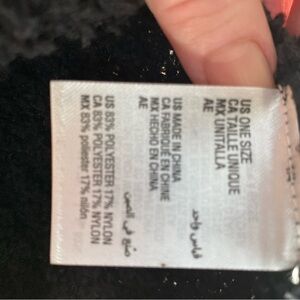 US ONE SIZE
CA TAILLE UNIQUE
MX UNITALLA
AE
قياس واحد
US MADE IN CHINA
CA FABRIQUÉ EN CHINE
MX HECHO EN CHINA
AE
صنع في الصين
US 83% POLYESTER 17% NYLON
CA 83% POLYESTER 17% NYLON
MX 83% poliéster 17% nilón